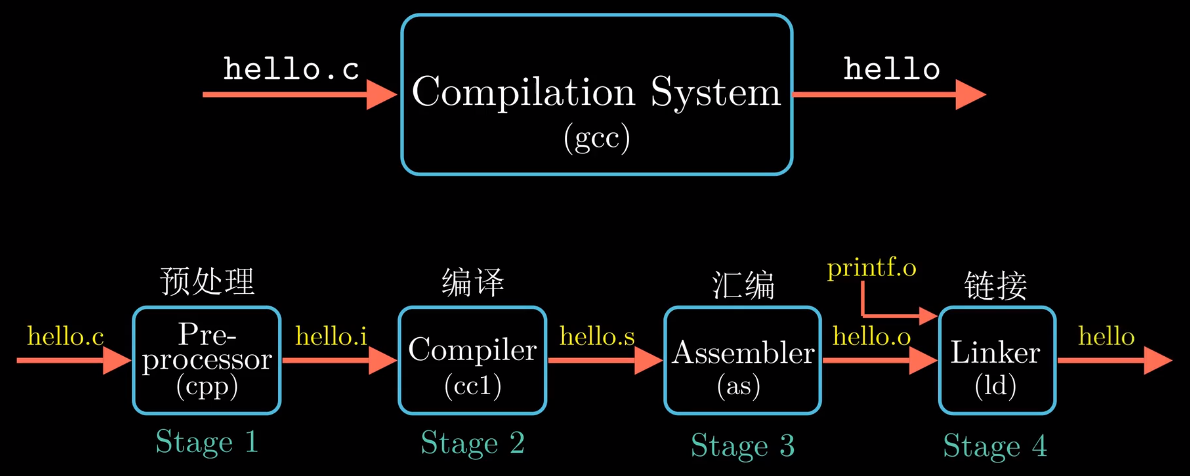 hello.c
Compilation System
(gcc)
hello
预处理
编译
汇编
printf.o
链接
hello.c
Pre-
processor
(cpp)
hello.i
Compiler
(cc1)
hello.s
Assembler
(as)
hello.o
Linker
(ld)
hello
Stage 1
Stage 2
Stage 3
Stage 4